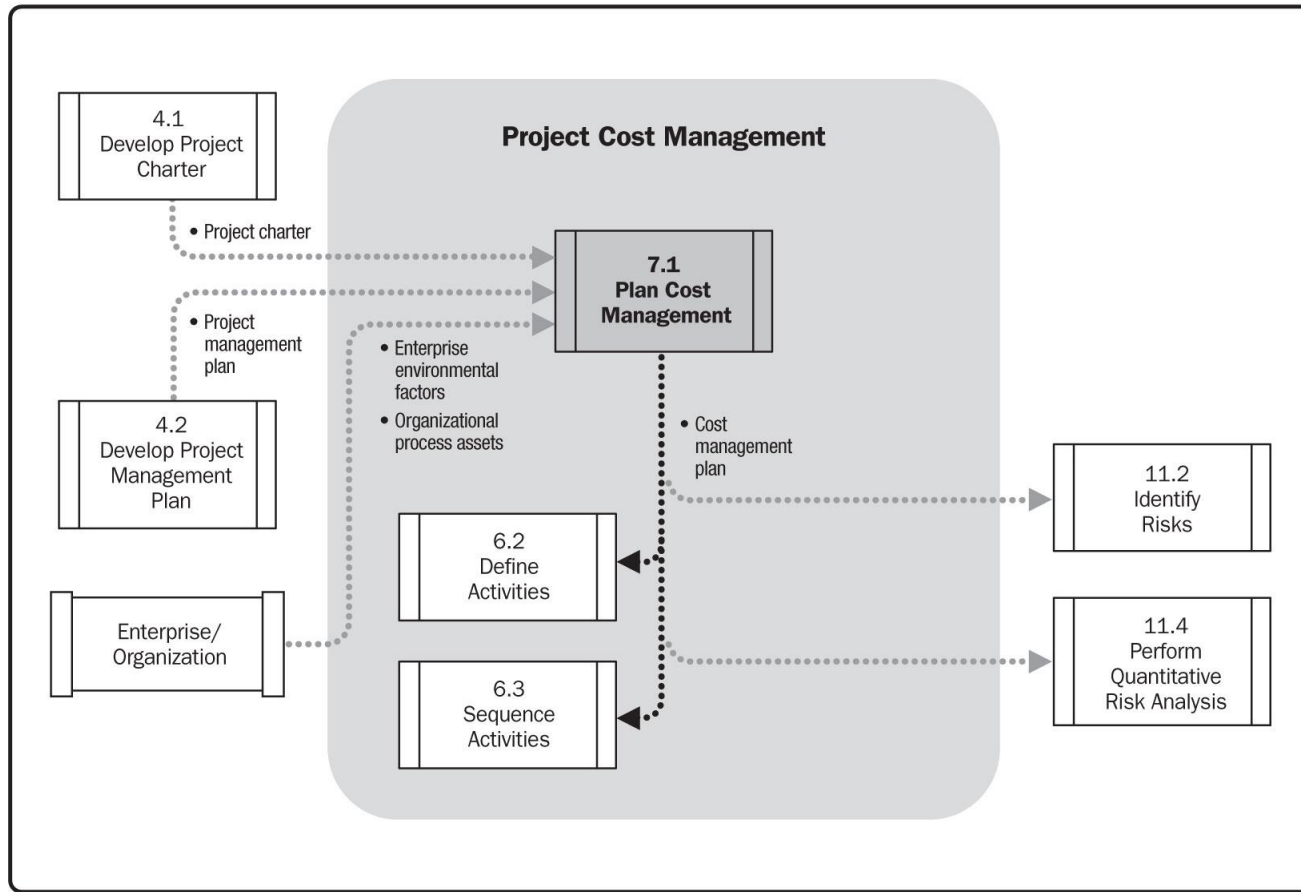 Project Cost Management
4.1
Develop Project
Charter
• Project charter
7.1
Plan Cost
Management
• Project
management
plan
• Enterprise
environmental
factors
• Organizational
process assets
4.2
Develop Project
Management
Plan
• Cost
management
plan
11.2
Identify
Risks
6.2
Define
Activities
Enterprise/
Organization
11.4
Perform
Quantitative
Risk Analysis
6.3
Sequence
Activities